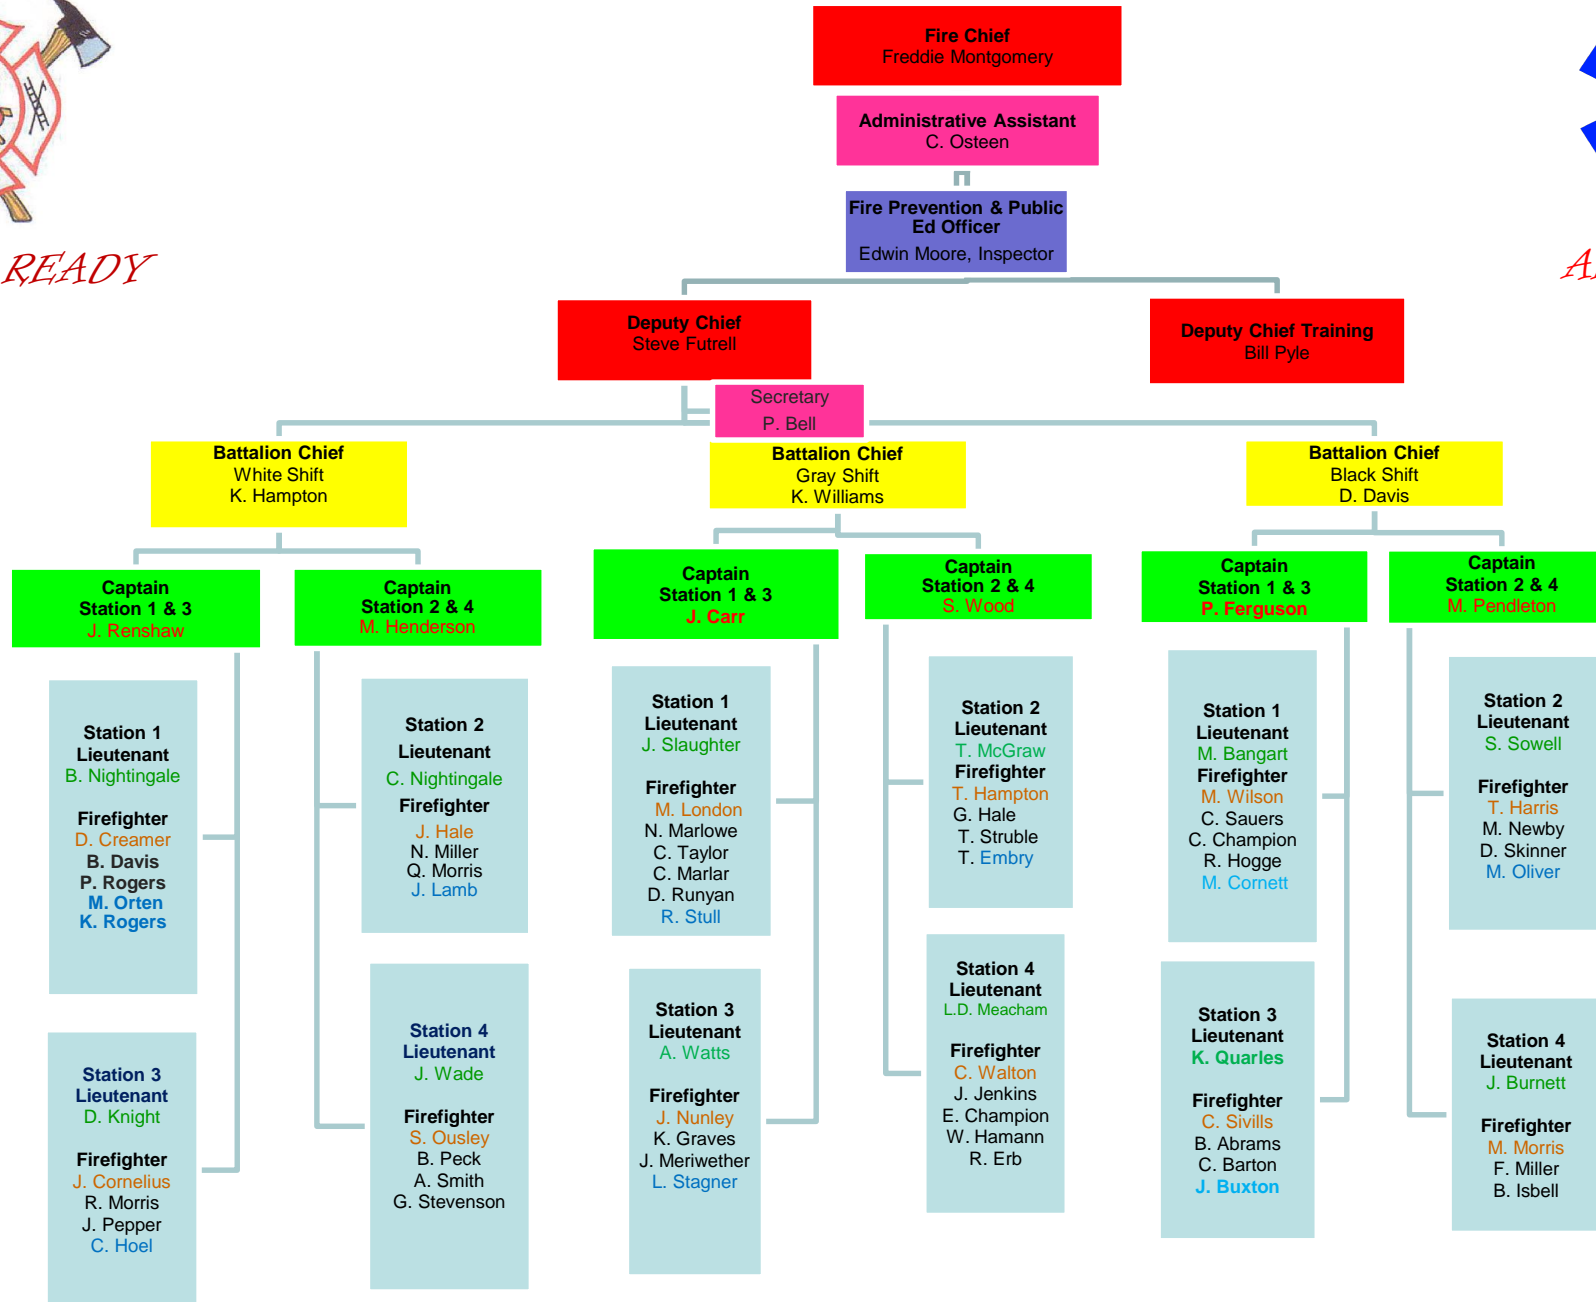 Fire Chief
Freddie Montgomery
Administrative Assistant
C. Osteen
Fire Prevention & Public
Ed Officer
Edwin Moore, Inspector
READY
Deputy Chief
Steve Futrell
Deputy Chief Training
Bill Pyle
Secretary
P. Bell
Battalion Chief
White Shift
K. Hampton
Battalion Chief
Gray Shift
K. Williams
Battalion Chief
Black Shift
D. Davis
Captain
Station 1 & 3
J. Renshaw
Captain
Station 2 & 4
M. Henderson
Captain
Station 1 & 3
J. Carr
Captain
Station 2 & 4
S. Wood
Captain
Station 1 & 3
P. Ferguson
Captain
Station 2 & 4
M. Pendleton
Station 1
Lieutenant
B. Nightingale
Firefighter
D. Creamer
B. Davis
P. Rogers
M. Orten
K. Rogers
Station 2
Lieutenant
C. Nightingale
Firefighter
J. Hale
N. Miller
Q. Morris
J. Lamb
Station 1
Lieutenant
J. Slaughter
Firefighter
M. London
N. Marlowe
C. Taylor
C. Marlar
D. Runyan
R. Stull
Station 2
Lieutenant
T. McGraw
Firefighter
T. Hampton
G. Hale
T. Struble
T. Embry
Station 1
Lieutenant
M. Bangart
Firefighter
M. Wilson
C. Sauers
C. Champion
R. Hogge
M. Cornett
Station 2
Lieutenant
S. Sowell
Firefighter
T. Harris
M. Newby
D. Skinner
M. Oliver
Station 3
Lieutenant
D. Knight
Firefighter
J. Cornelius
R. Morris
J. Pepper
C. Hoel
Station 4
Lieutenant
J. Wade
Firefighter
S. Ousley
B. Peck
A. Smith
G. Stevenson
Station 3
Lieutenant
A. Watts
Firefighter
J. Nunley
K. Graves
J. Meriwether
L. Stagner
Station 4
Lieutenant
L.D. Meacham
Firefighter
C. Walton
J. Jenkins
E. Champion
W. Hamann
R. Erb
Station 3
Lieutenant
K. Quarles
Firefighter
C. Sivills
B. Abrams
C. Barton
J. Buxton
Station 4
Lieutenant
J. Burnett
Firefighter
M. Morris
F. Miller
B. Isbell